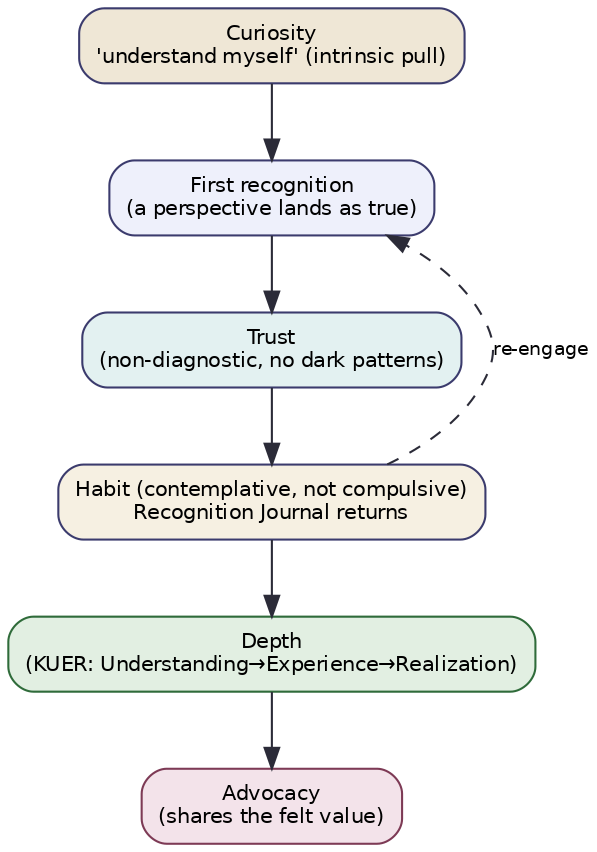 Curiosity
'understand myself' (intrinsic pull)
First recognition
(a perspective lands as true)
Trust
(non-diagnostic, no dark patterns)
re-engage
Habit (contemplative, not compulsive)
Recognition Journal returns
Depth
(KUER: Understanding→Experience→Realization)
Advocacy
(shares the felt value)